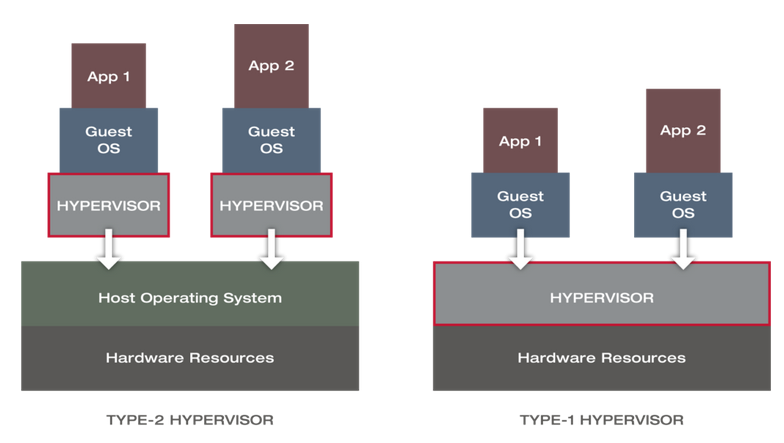 App 1
App 2
Guest
OS
Guest
OS
HYPERVISOR
HYPERVISOR
Host Operating System
Hardware Resources
TYPE-2 HYPERVISOR
App 1
App 2
Guest
OS
Guest
OS
HYPERVISOR
Hardware Resources
TYPE-1 HYPERVISOR